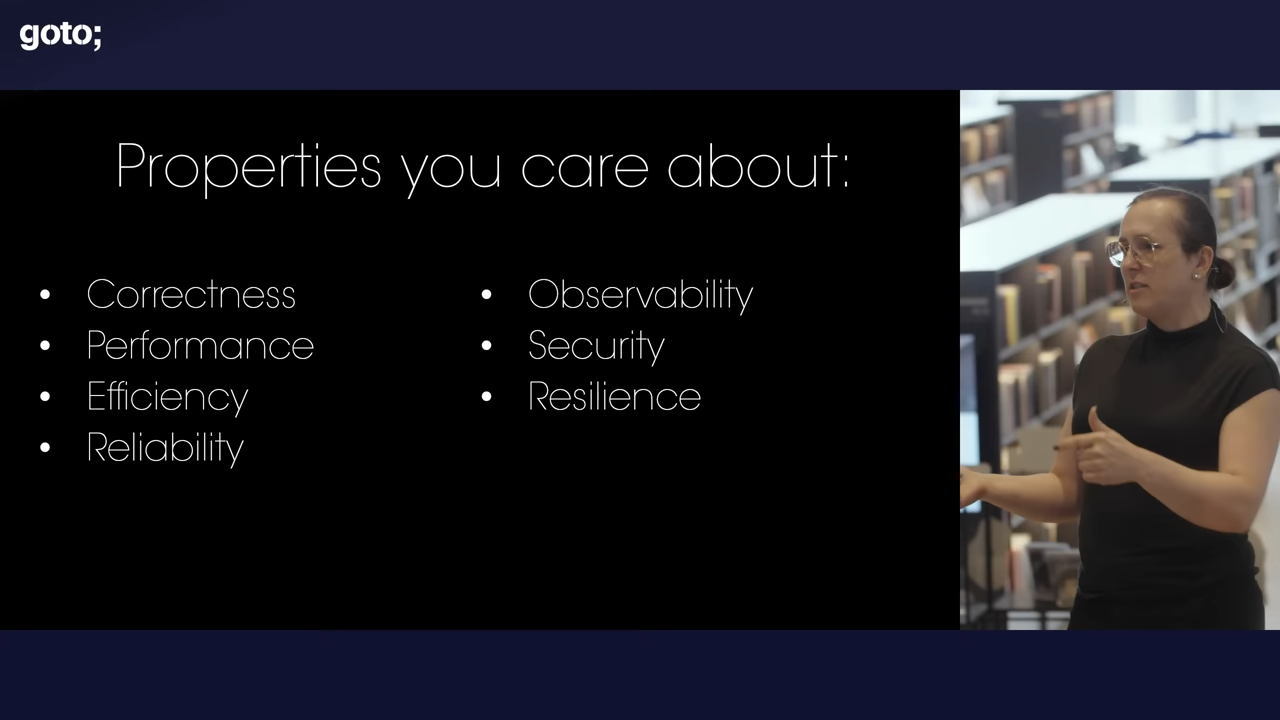 goto;
Properties you care about:
• Correctness
• Performance
• Efficiency
• Reliability
• Observability
• Security
• Resilience